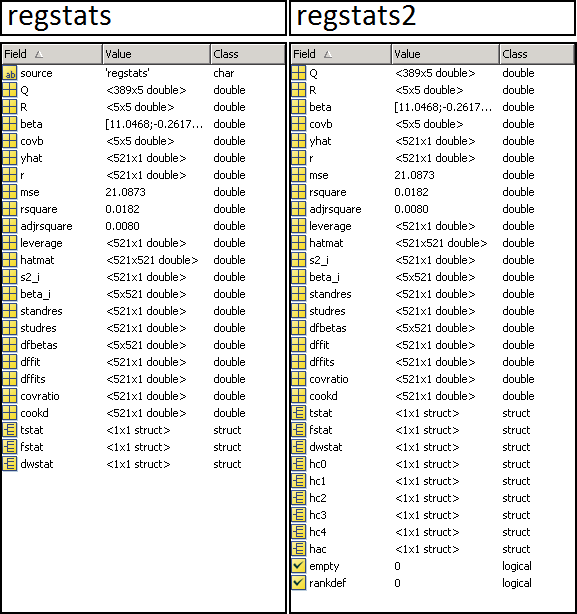 regstats
Field Value Class
source 'regstats' char
Q <389x5 double> double
R <5x5 double> double
beta [11.0468;-0.2617... double
covb <5x5 double> double
yhat <521x1 double> double
r <521x1 double> double
mse 21.0873 double
rsquare 0.0182 double
adjrsquare 0.0080 double
leverage <521x1 double> double
hatmat <521x521 double> double
s2_i <521x1 double> double
beta_i <5x521 double> double
standres <521x1 double> double
studres <521x1 double> double
dfbetas <5x521 double> double
dffit <521x1 double> double
dffits <521x1 double> double
covratio <521x1 double> double
cookd <521x1 double> double
tstat <1x1 struct> struct
fstat <1x1 struct> struct
dwstat <1x1 struct> struct
regstats2
Field Value Class
Q <389x5 double> double
R <5x5 double> double
beta [11.0468;-0.2617... double
covb <5x5 double> double
yhat <521x1 double> double
r <521x1 double> double
mse 21.0873 double
rsquare 0.0182 double
adjrsquare 0.0080 double
leverage <521x1 double> double
hatmat <521x521 double> double
s2_i <521x1 double> double
beta_i <5x521 double> double
standres <521x1 double> double
studres <521x1 double> double
dfbetas <5x521 double> double
dffit <521x1 double> double
dffits <521x1 double> double
covratio <521x1 double> double
cookd <521x1 double> double
tstat <1x1 struct> struct
fstat <1x1 struct> struct
dwstat <1x1 struct> struct
hc0 <1x1 struct> struct
hc1 <1x1 struct> struct
hc2 <1x1 struct> struct
hc3 <1x1 struct> struct
hc4 <1x1 struct> struct
hac <1x1 struct> struct
empty 0 logical
rankdef 0 logical